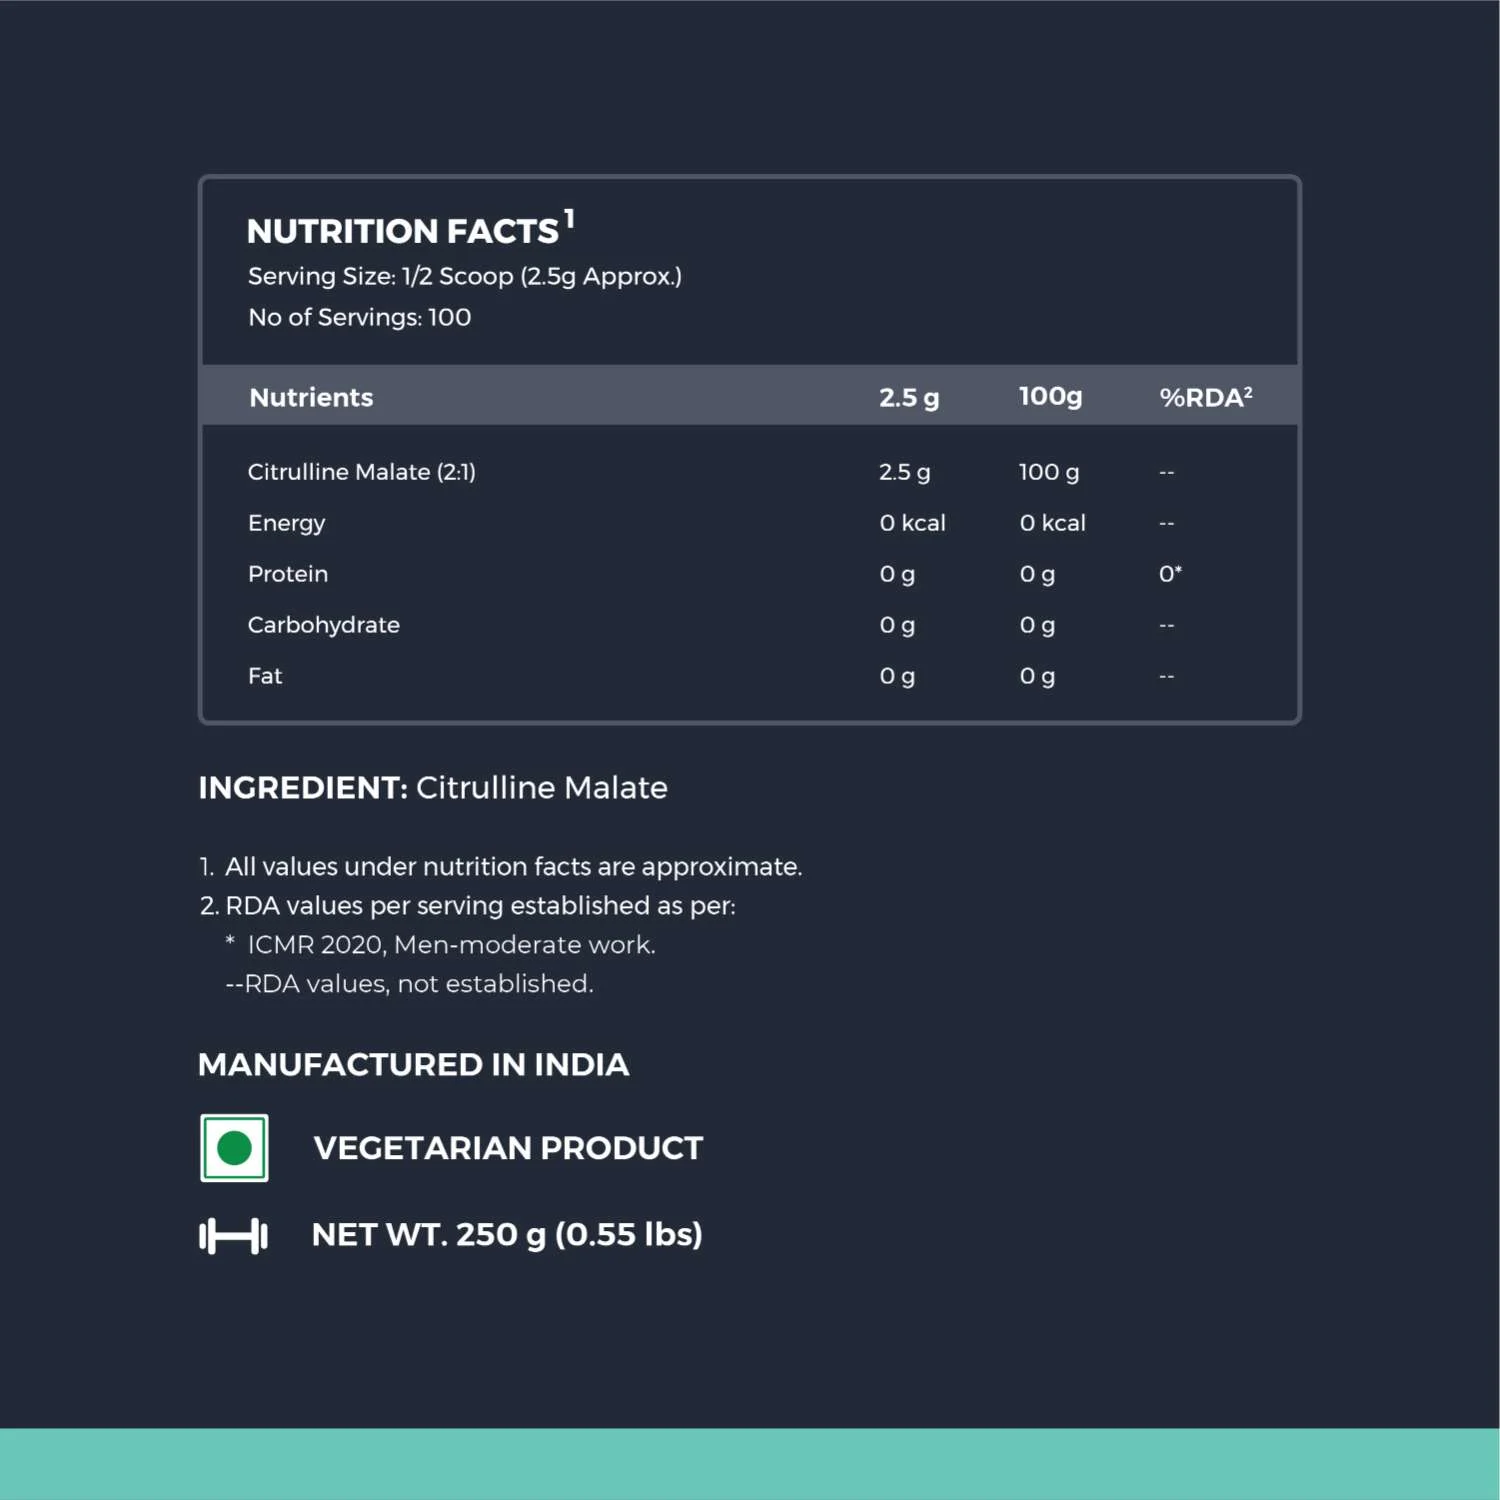 NUTRITION FACTS¹
Serving Size: 1/2 Scoop (2.5g Approx.)
No of Servings: 100
Nutrients 2.5 g 100g %RDA²
Citrulline Malate (2:1) 2.5 g 100 g --
Energy 0 kcal 0 kcal --
Protein 0 g 0 g 0*
Carbohydrate 0 g 0 g --
Fat 0 g 0 g --
INGREDIENT: Citrulline Malate
1. All values under nutrition facts are approximate.
2. RDA values per serving established as per:
* ICMR 2020, Men-moderate work.
--RDA values, not established.
MANUFACTURED IN INDIA
VEGETARIAN PRODUCT
NET WT. 250 g (0.55 lbs)